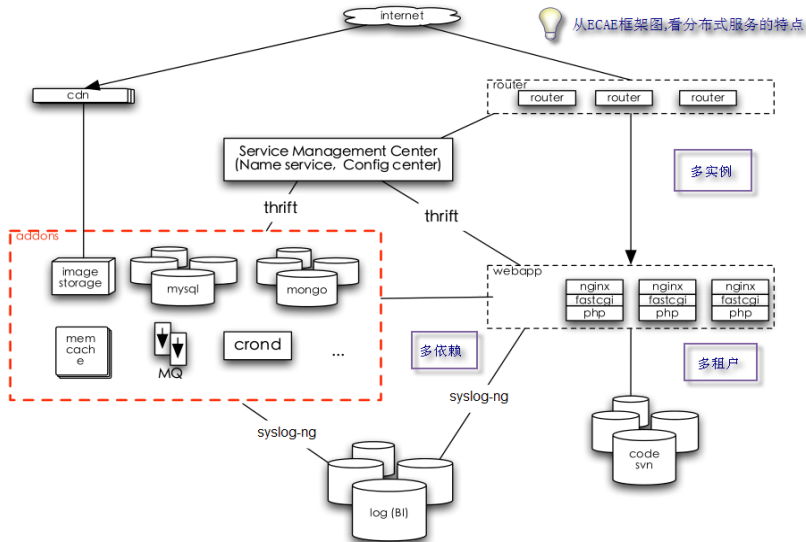 internet
从ECAE框架图,看分布式服务的特点
cdn
router
router
router
router
Service Management Center
(Name service, Config center)
多实例
thrift
thrift
addons
image
storage
mysql
mongo
webapp
nginx
fastcgi
php
nginx
fastcgi
php
nginx
fastcgi
php
mem
cach
e
MQ
crond
...
多依赖
多租户
syslog-ng
syslog-ng
code
svn
log (BI)